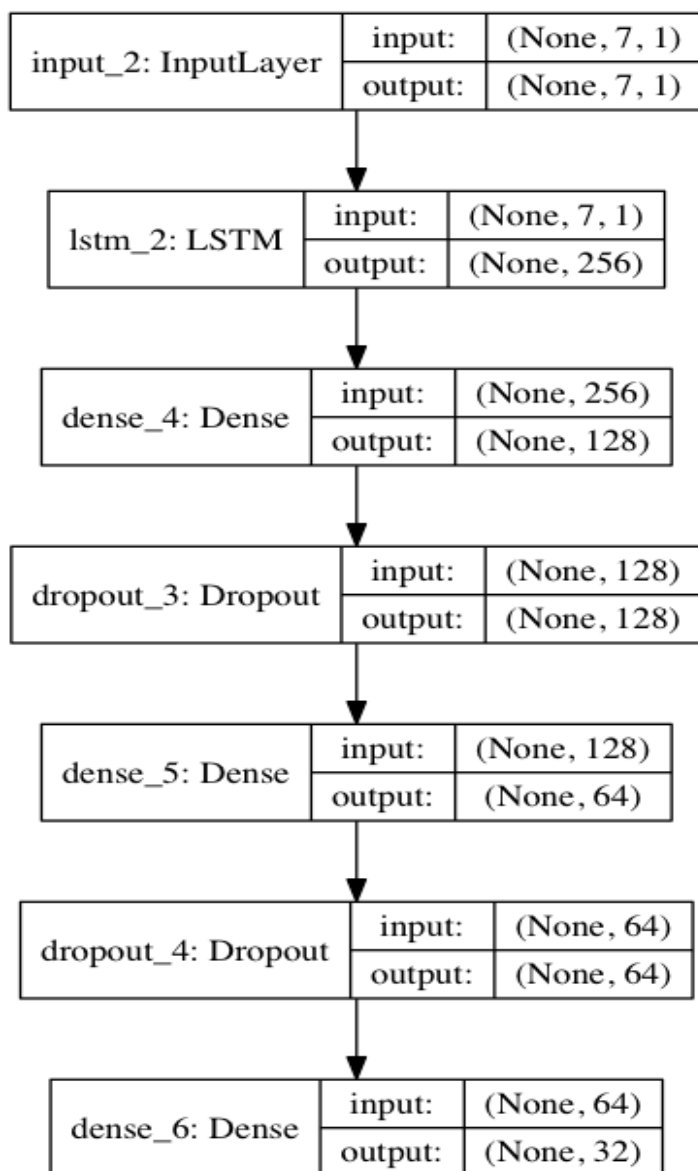 input_2: InputLayer
input: (None, 7, 1)
output: (None, 7, 1)
lstm_2: LSTM
input: (None, 7, 1)
output: (None, 256)
dense_4: Dense
input: (None, 256)
output: (None, 128)
dropout_3: Dropout
input: (None, 128)
output: (None, 128)
dense_5: Dense
input: (None, 128)
output: (None, 64)
dropout_4: Dropout
input: (None, 64)
output: (None, 64)
dense_6: Dense
input: (None, 64)
output: (None, 32)